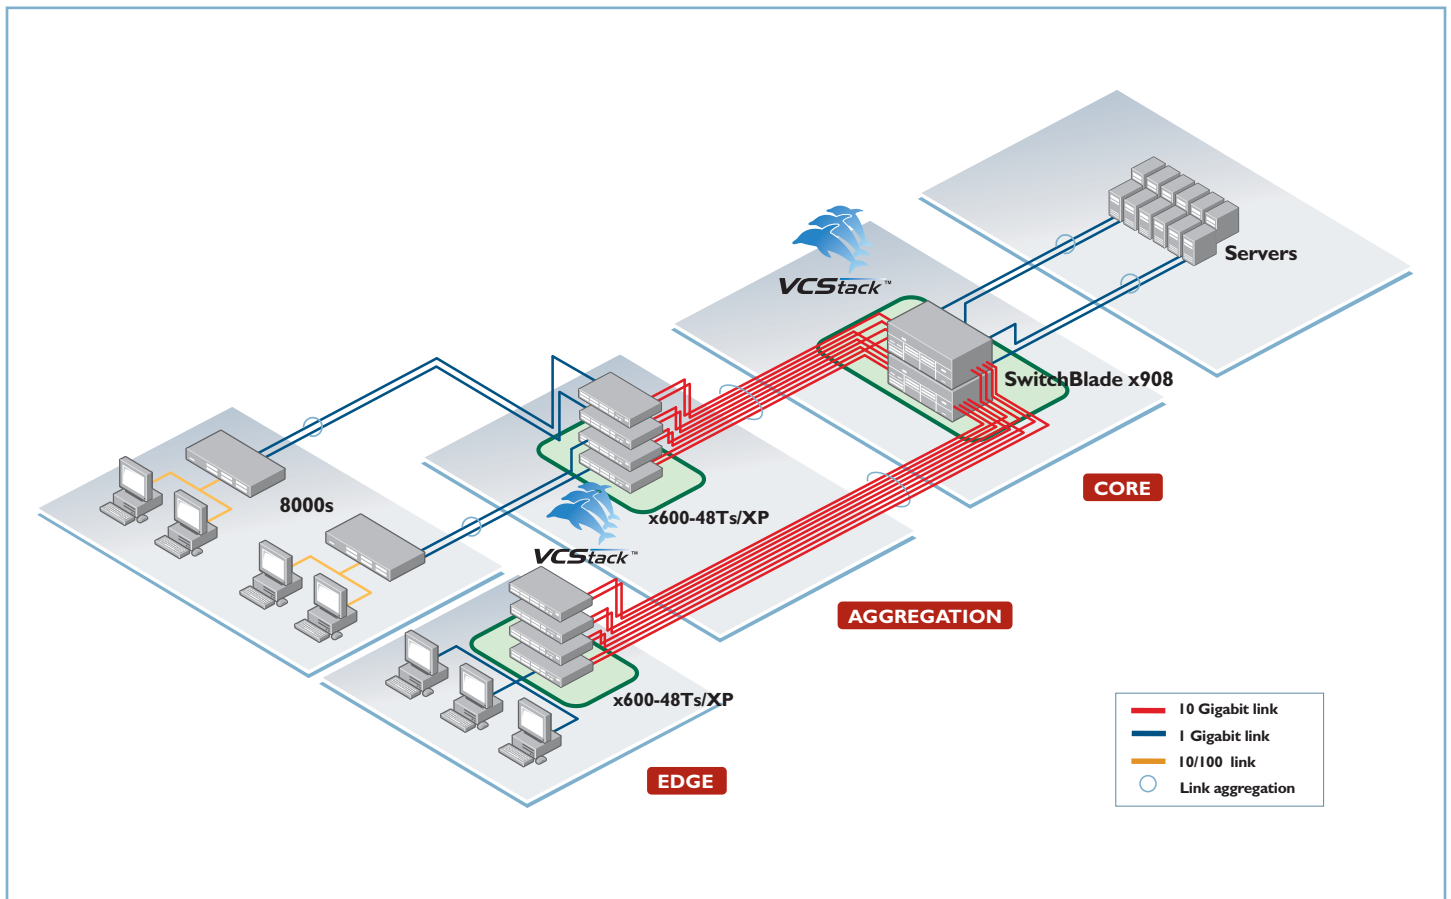 VCStack™
Servers
SwitchBlade x908
CORE
8000s
x600-48Ts/XP
VCStack™
AGGREGATION
x600-48Ts/XP
EDGE
10 Gigabit link
1 Gigabit link
10/100 link
Link aggregation